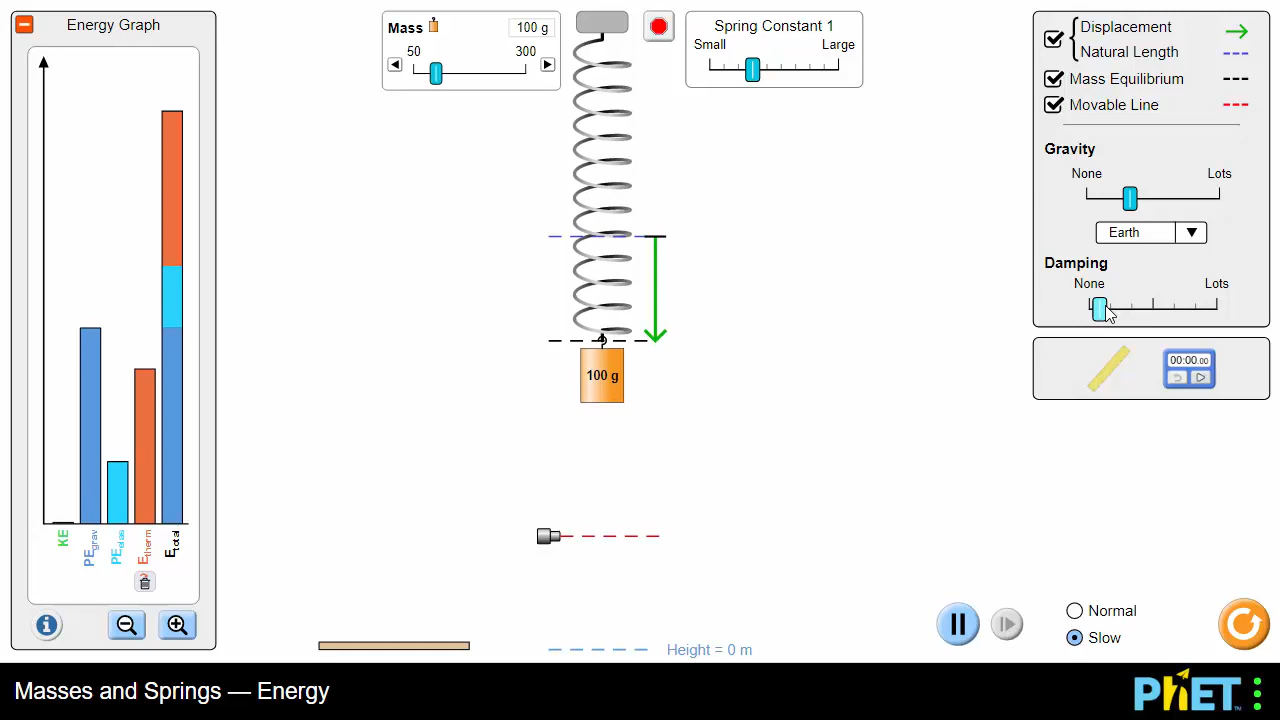 Energy Graph
KE
PEgrav
PEelas
Etherm
Etotal
Mass
100 g
50
300
Spring Constant 1
Small
Large
100 g
Height = 0 m
Displacement
Natural Length
Mass Equilibrium
Movable Line
Gravity
None
Lots
Earth
Damping
None
Lots
00:00.00
Normal
Slow
Masses and Springs — Energy
PhET